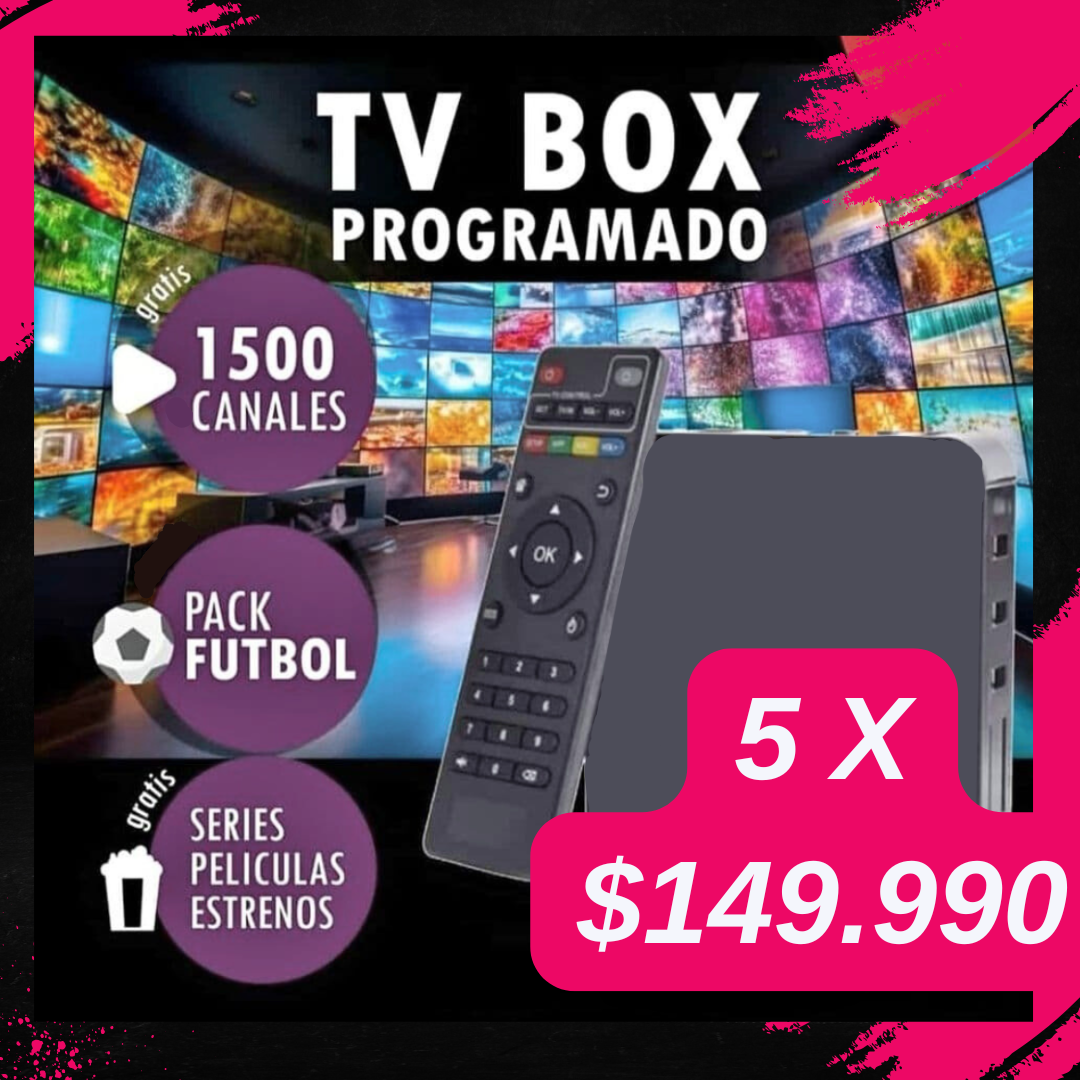 TV BOX
PROGRAMADO
gratis
1500
CANALES
PACK
FUTBOL
gratis
SERIES
PELICULAS
ESTRENOS
OK
1 2 3
4 5 6
7 8 9
0
5 X
$149.990